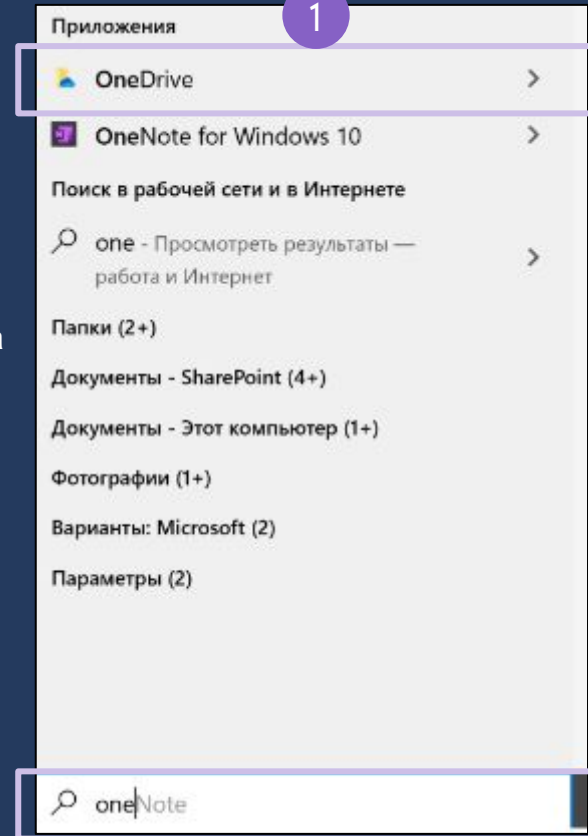 1
Приложения
OneDrive
OneNote for Windows 10
Поиск в рабочей сети и в Интернете
one - Просмотреть результаты —
работа и Интернет
Папки (2+)
Документы - SharePoint (4+)
Документы - Этот компьютер (1+)
Фотографии (1+)
Варианты: Microsoft (2)
Параметры (2)
oneNote